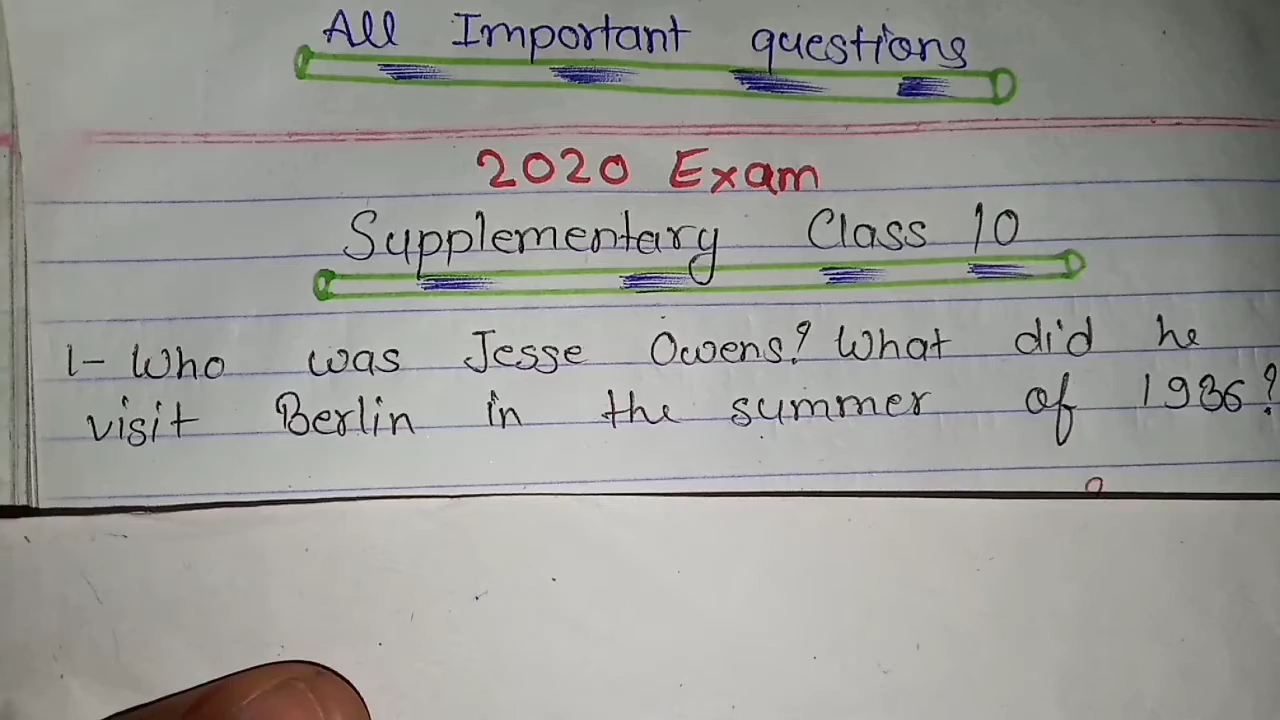 All Important questions
2020 Exam
Supplementary Class 10
1- Who was Jesse Owens? What did he
visit Berlin in the summer of 1936?